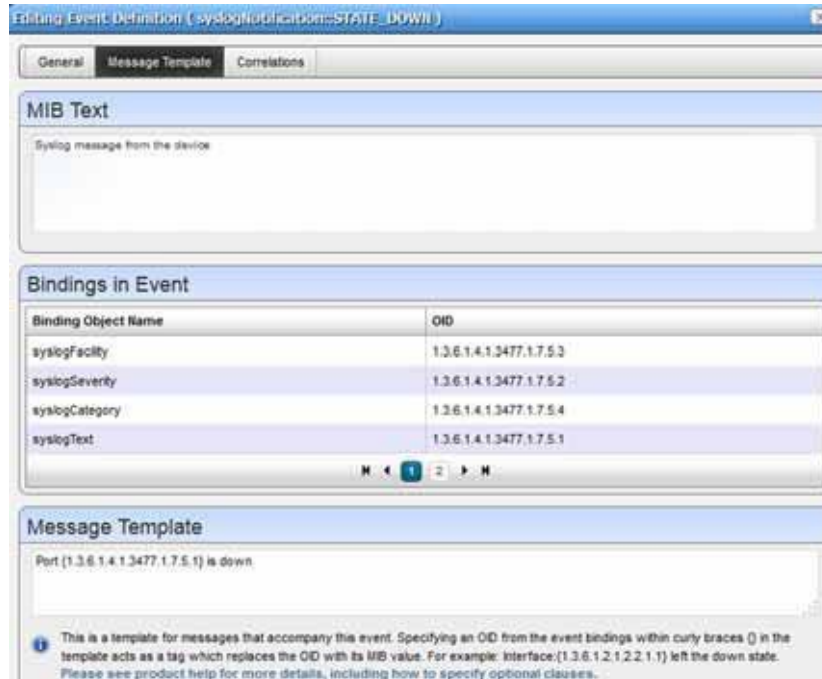 Editing Event Definition ( syslogNotification::STATE_DOWN )
General Message Template Correlations
MIB Text
Syslog message from the device
Bindings in Event
Binding Object Name OID
syslogFacility 1.3.6.1.4.1.3477.1.7.5.3
syslogSeverity 1.3.6.1.4.1.3477.1.7.5.2
syslogCategory 1.3.6.1.4.1.3477.1.7.5.4
syslogText 1.3.6.1.4.1.3477.1.7.5.1
1 2
Message Template
Port {1.3.6.1.4.1.3477.1.7.5.1} is down
This is a template for messages that accompany this event. Specifying an OID from the event bindings within curly braces {} in the
template acts as a tag which replaces the OID with its MIB value. For example: Interface:{1.3.6.1.2.1.2.2.1.1} left the down state.
Please see product help for more details, including how to specify optional clauses.